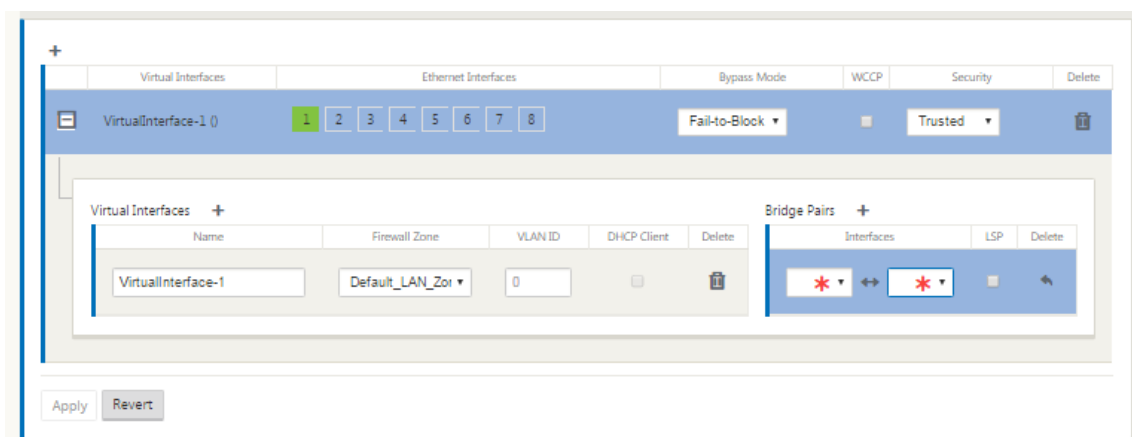 +
Virtual Interfaces Ethernet Interfaces Bypass Mode WCCP Security Delete
VirtualInterface-1 () 1 2 3 4 5 6 7 8 Fail-to-Block Trusted
Virtual Interfaces + Bridge Pairs +
Name Firewall Zone VLAN ID DHCP Client Delete Interfaces LSP Delete
VirtualInterface-1 Default_LAN_Zor 0 * *
Apply Revert